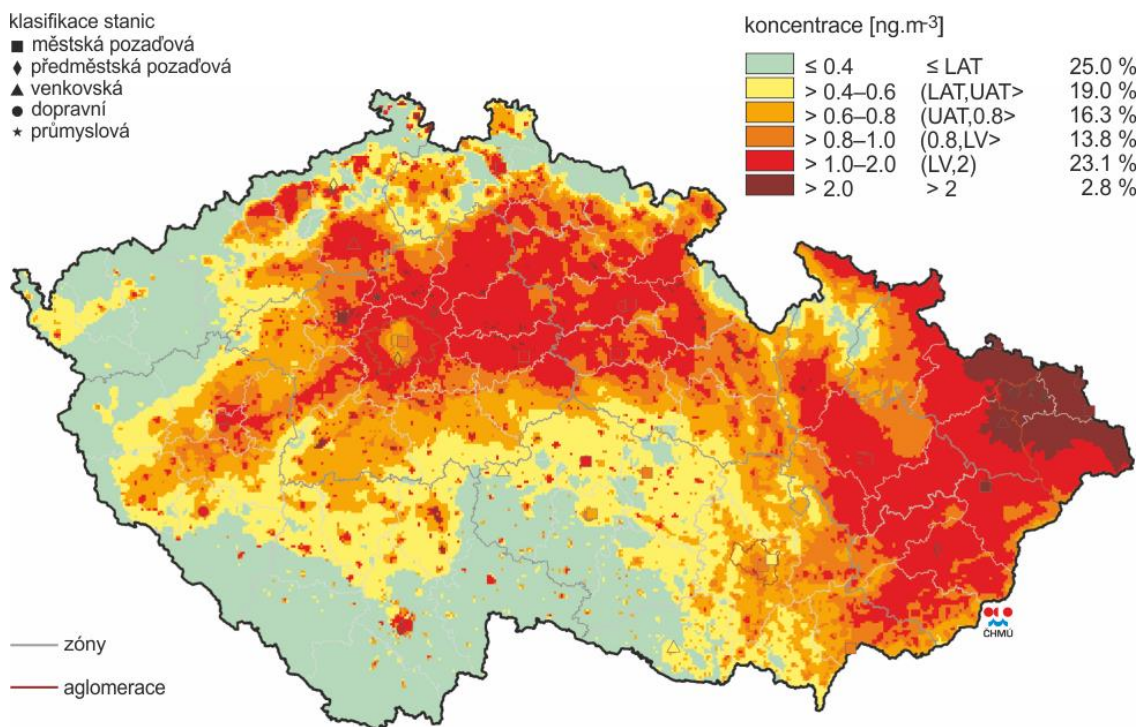 klasifikace stanic
■ městská pozaďová
♦ předměstská pozaďová
▲ venkovská
● dopravní
★ průmyslová
koncentrace [ng.m-3]
≤ 0.4 ≤ LAT 25.0 %
> 0.4–0.6 (LAT,UAT> 19.0 %
> 0.6–0.8 (UAT,0.8> 16.3 %
> 0.8–1.0 (0.8,LV> 13.8 %
> 1.0–2.0 (LV,2) 23.1 %
> 2.0 > 2 2.8 %
ČHMÚ
zóny
aglomerace